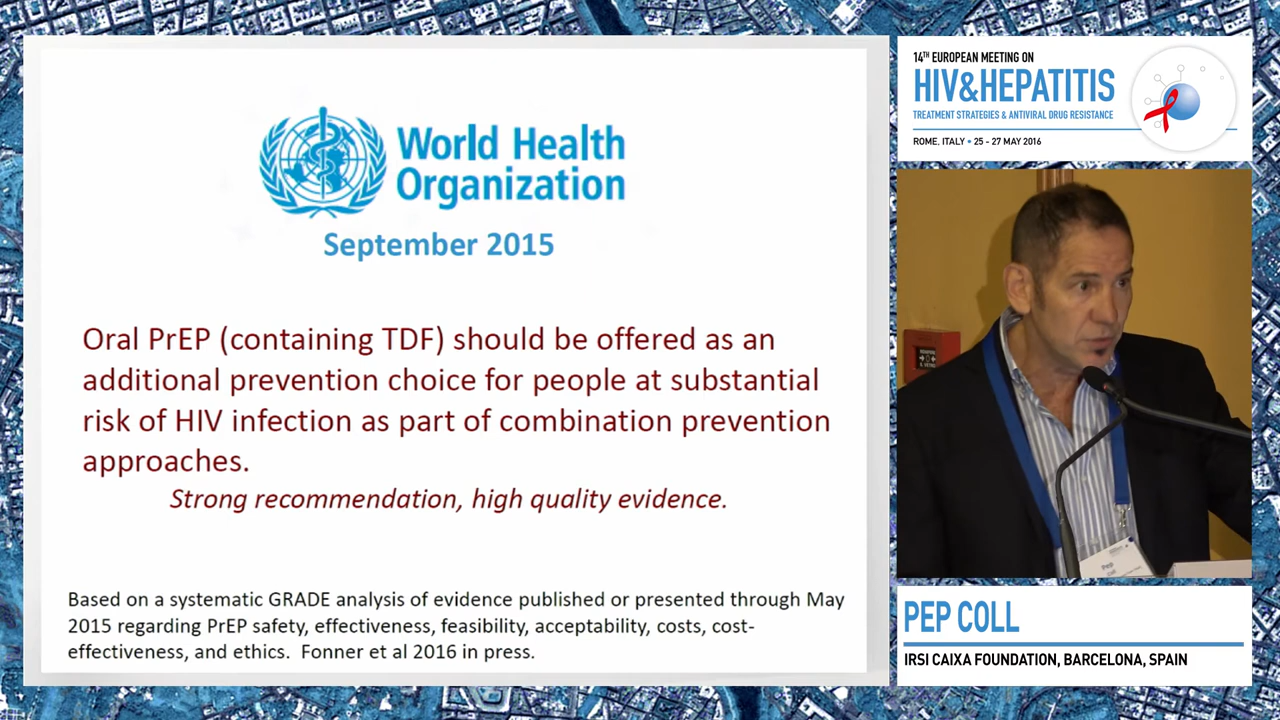 World Health
Organization
September 2015
Oral PrEP (containing TDF) should be offered as an
additional prevention choice for people at substantial
risk of HIV infection as part of combination prevention
approaches.
Strong recommendation, high quality evidence.
Based on a systematic GRADE analysis of evidence published or presented through May
2015 regarding PrEP safety, effectiveness, feasibility, acceptability, costs, cost-
effectiveness, and ethics. Fonner et al 2016 in press.
14TH EUROPEAN MEETING ON
HIV&HEPATITIS
TREATMENT STRATEGIES & ANTIVIRAL DRUG RESISTANCE
ROME, ITALY • 25 - 27 MAY 2016
Pep
PEP COLL
IRSI CAIXA FOUNDATION, BARCELONA, SPAIN